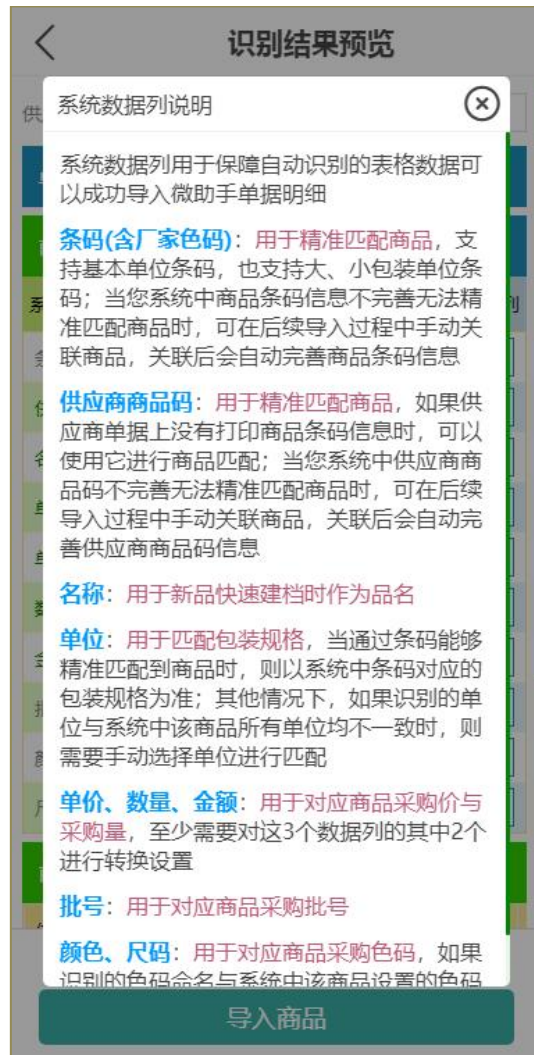 识别结果预览
供
系统数据列说明
系统数据列用于保障自动识别的表格数据可
以成功导入微助手单据明细
条码(含厂家色码)：用于精准匹配商品，支
持基本单位条码，也支持大、小包装单位条
码；当您系统中商品条码信息不完善无法精
准匹配商品时，可在后续导入过程中手动关
联商品，关联后会自动完善商品条码信息
供应商商品码：用于精准匹配商品，如果供
应商单据上没有打印商品条码信息时，可以
使用它进行商品匹配；当您系统中供应商商
品码不完善无法精准匹配商品时，可在后续
导入过程中手动关联商品，关联后会自动完
善供应商商品码信息
名称：用于新品快速建档时作为品名
单位：用于匹配包装规格，当通过条码能够
精准匹配到商品时，则以系统中条码对应的
包装规格为准；其他情况下，如果识别的单
位与系统中该商品所有单位均不一致时，则
需要手动选择单位进行匹配
单价、数量、金额：用于对应商品采购价与
采购量，至少需要对这3个数据列的其中2个
进行转换设置
批号：用于对应商品采购批号
颜色、尺码：用于对应商品采购色码，如果
识别的色码命名与系统中该商品设置的色码
导入商品